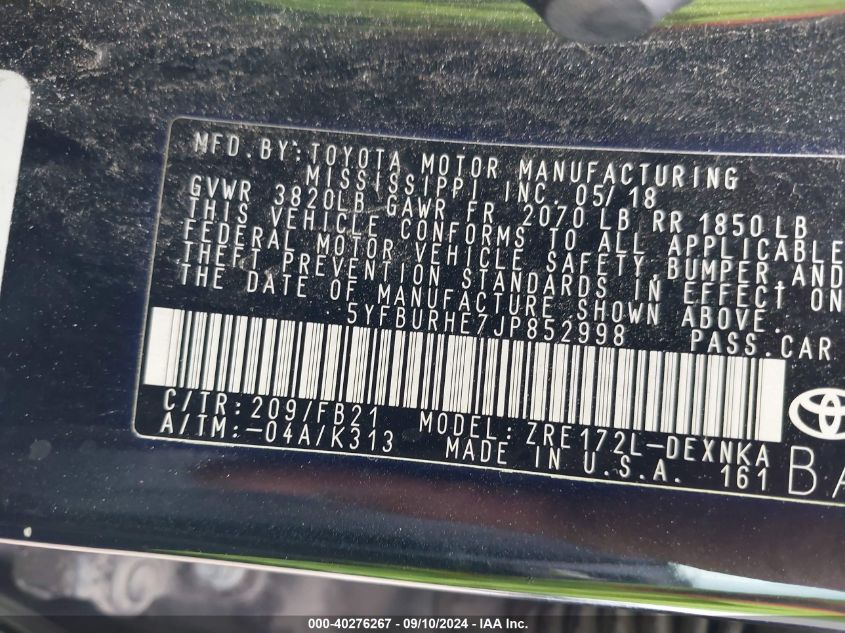 MFD.BY:TOYOTA MOTOR MANUFACTURING
MISSISSIPPI INC. 05/18
GVWR 3820LB GAWR FR 2070 LB RR 1850LB
THIS VEHICLE CONFORMS TO ALL APPLICABLE
FEDERAL MOTOR VEHICLE SAFETY,BUMPER,AND
THEFT PREVENTION STANDARDS IN EFFECT ON
THE DATE OF MANUFACTURE SHOWN ABOVE.
5YFBURHE7JP852998 PASS.CAR
C/TR:209/FB21 MODEL:ZRE172L-DEXNKA
A/TM:-04A/K313 MADE IN U.S.A. 161
BA
000-40276267 - 09/10/2024 - IAA Inc.